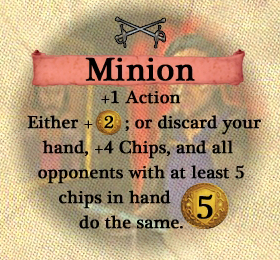 Minion
+1 Action
Either + 2 ; or discard your
hand, +4 Chips, and all
opponents with at least 5
chips in hand 5
do the same.